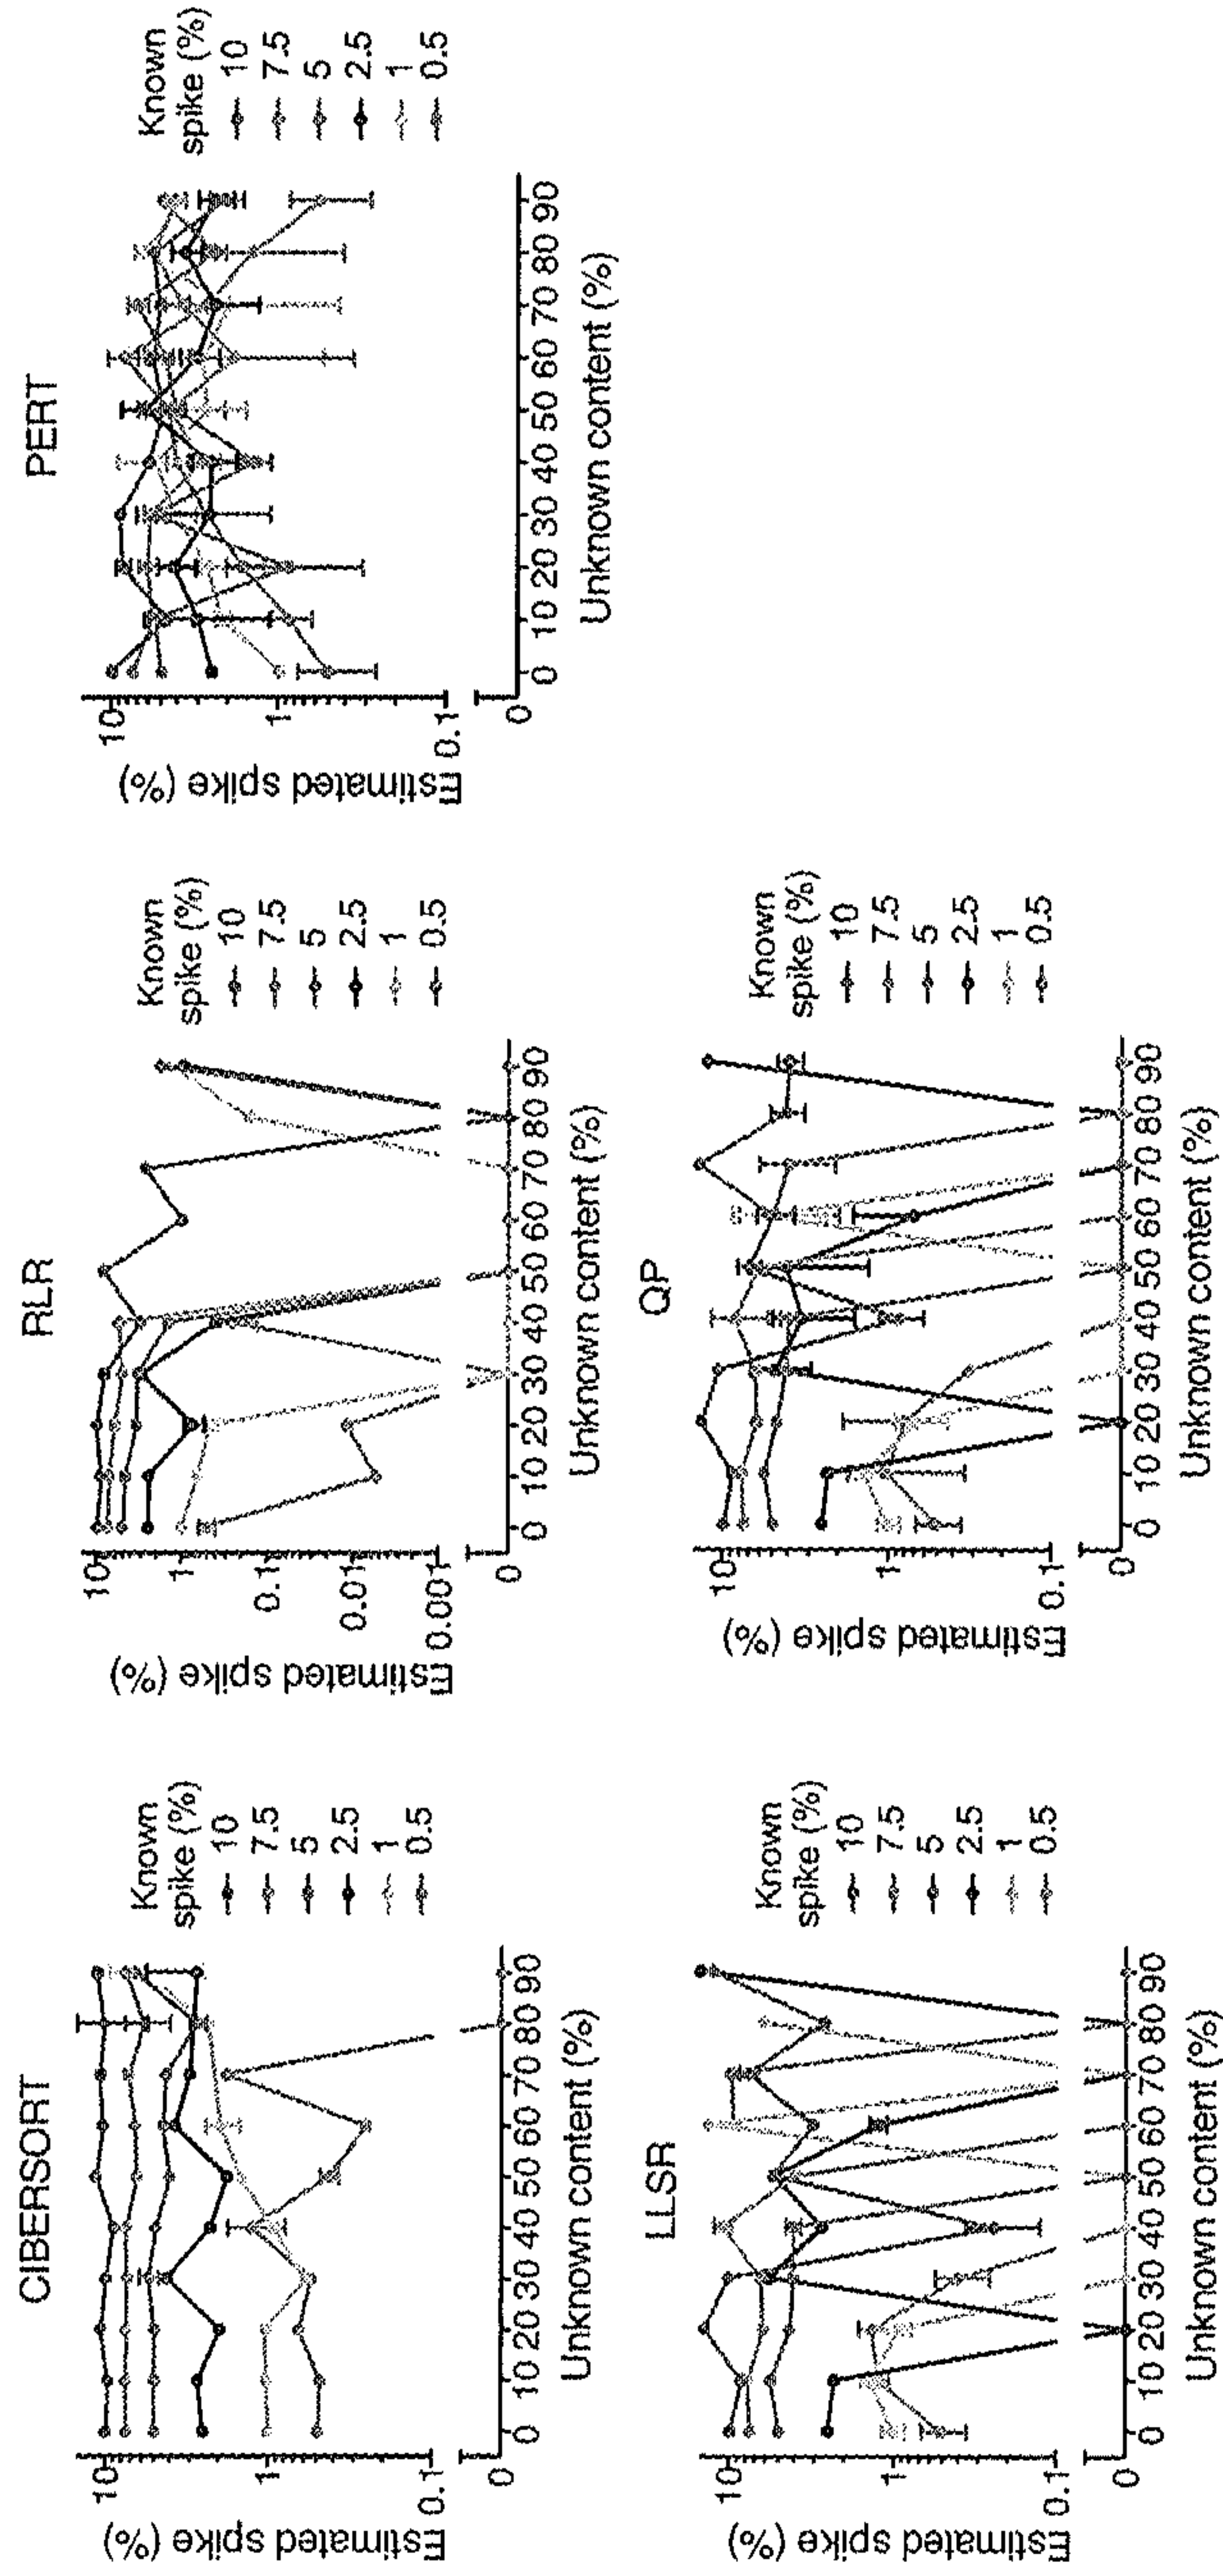 CIBERSORT
Estimated spike (%)
10
1
0.1
0
0 10 20 30 40 50 60 70 80 90
Unknown content (%)
Known
spike (%)
10
7.5
5
2.5
1
0.5
RLR
Estimated spike (%)
10
1
0.1
0.01
0.001
0
0 10 20 30 40 50 60 70 80 90
Unknown content (%)
Known
spike (%)
10
7.5
5
2.5
1
0.5
PERT
Estimated spike (%)
10
1
0.1
0
0 10 20 30 40 50 60 70 80 90
Unknown content (%)
Known
spike (%)
10
7.5
5
2.5
1
0.5
LLSR
Estimated spike (%)
10
1
0.1
0
0 10 20 30 40 50 60 70 80 90
Unknown content (%)
Known
spike (%)
10
7.5
5
2.5
1
0.5
QP
Estimated spike (%)
10
1
0.1
0
0 10 20 30 40 50 60 70 80 90
Unknown content (%)
Known
spike (%)
10
7.5
5
2.5
1
0.5